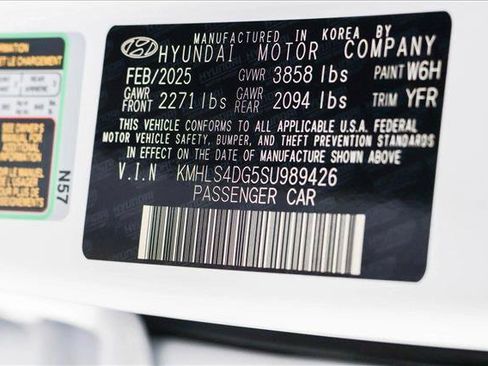 MANUFACTURED IN KOREA BY
HYUNDAI MOTOR COMPANY
FEB/2025 GVWR 3858 lbs PAINT W6H
GAWR FRONT 2271 lbs GAWR REAR 2094 lbs TRIM YFR
THIS VEHICLE CONFORMS TO ALL APPLICABLE U.S.A. FEDERAL
MOTOR VEHICLE SAFETY, BUMPER, AND THEFT PREVENTION STANDARDS
IN EFFECT ON THE DATE OF MANUFACTURE SHOWN ABOVE
V.I.N KMHLS4DG5SU989426
PASSENGER CAR
N57
SEE OWNER'S